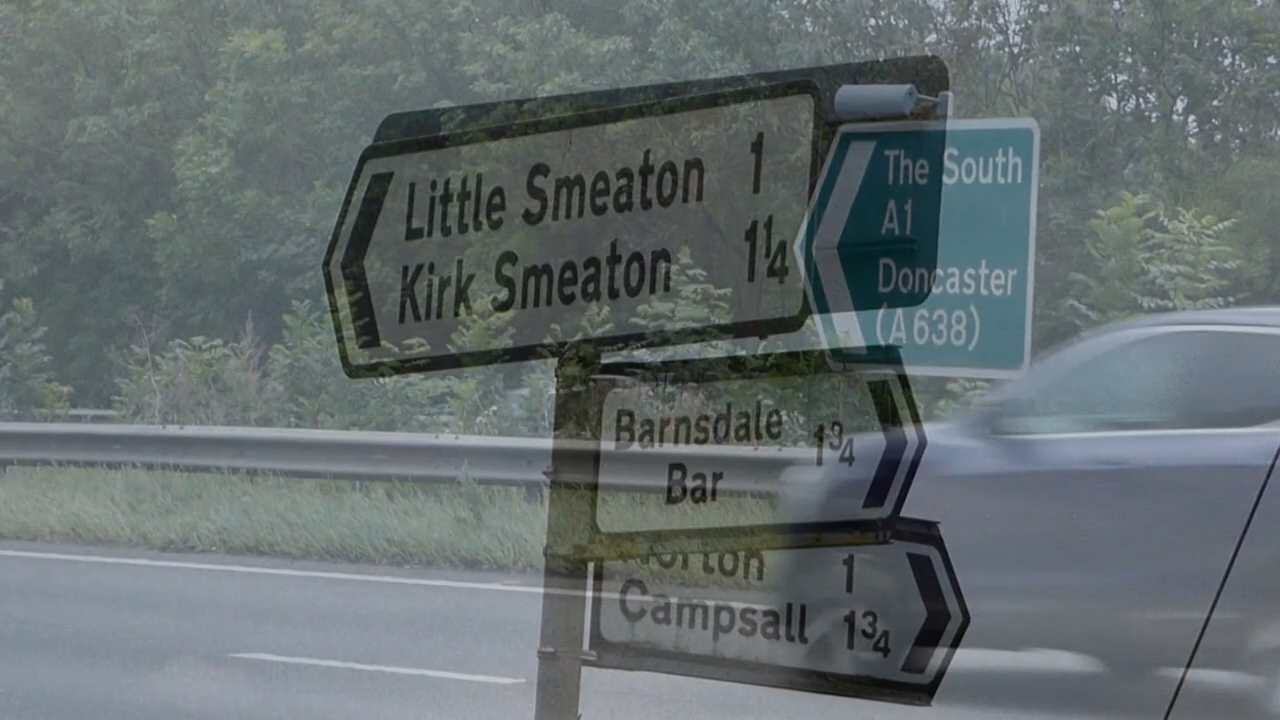 Little Smeaton 1
Kirk Smeaton 1¼
The South
A1
Doncaster
(A638)
Barnsdale
Bar 1¾
Norton 1
Campsall 1¾